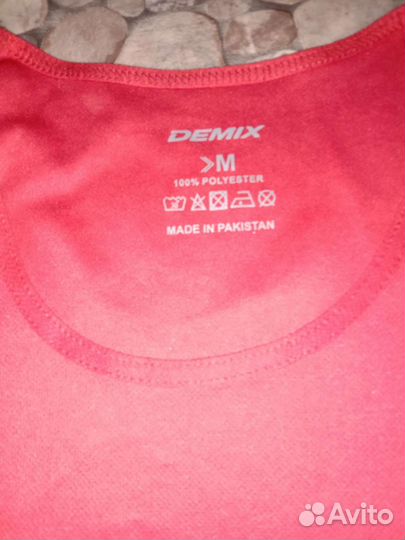 DEMIX
>M
100% POLYESTER
MADE IN PAKISTAN
Avito